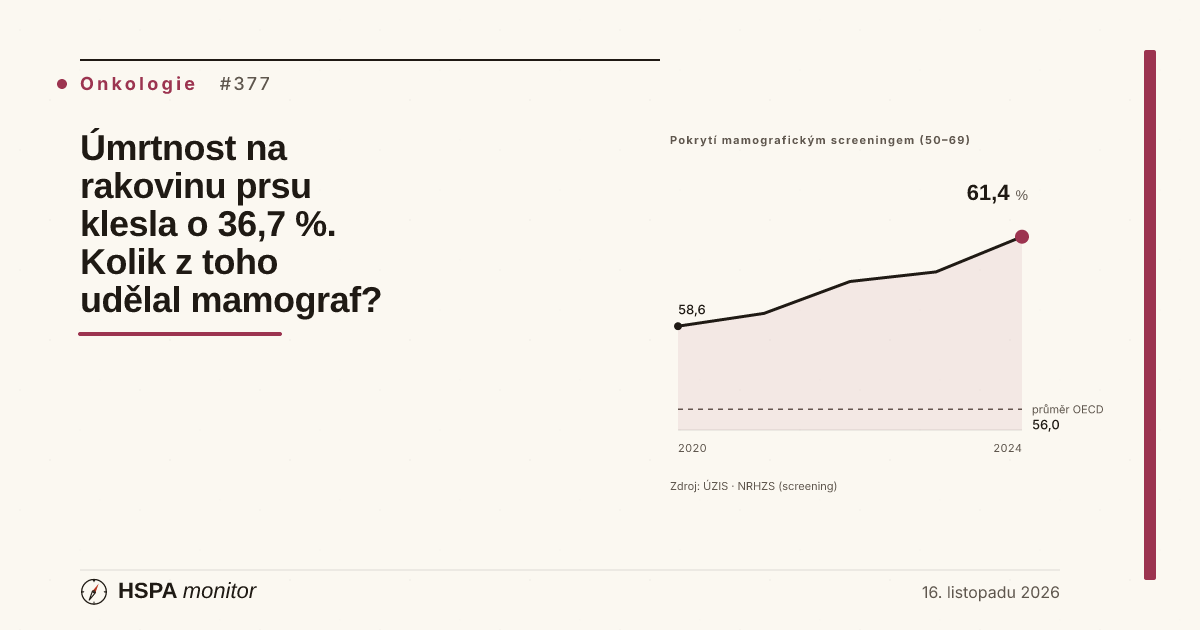 Onkologie #377
Úmrtnost na
rakovinu prsu
klesla o 36,7 %.
Kolik z toho
udělal mamograf?
Pokrytí mamografickým screeningem (50–69)
61,4 %
58,6
průměr OECD
56,0
2020 2024
Zdroj: ÚZIS · NRHZS (screening)
HSPA monitor
16. listopadu 2026